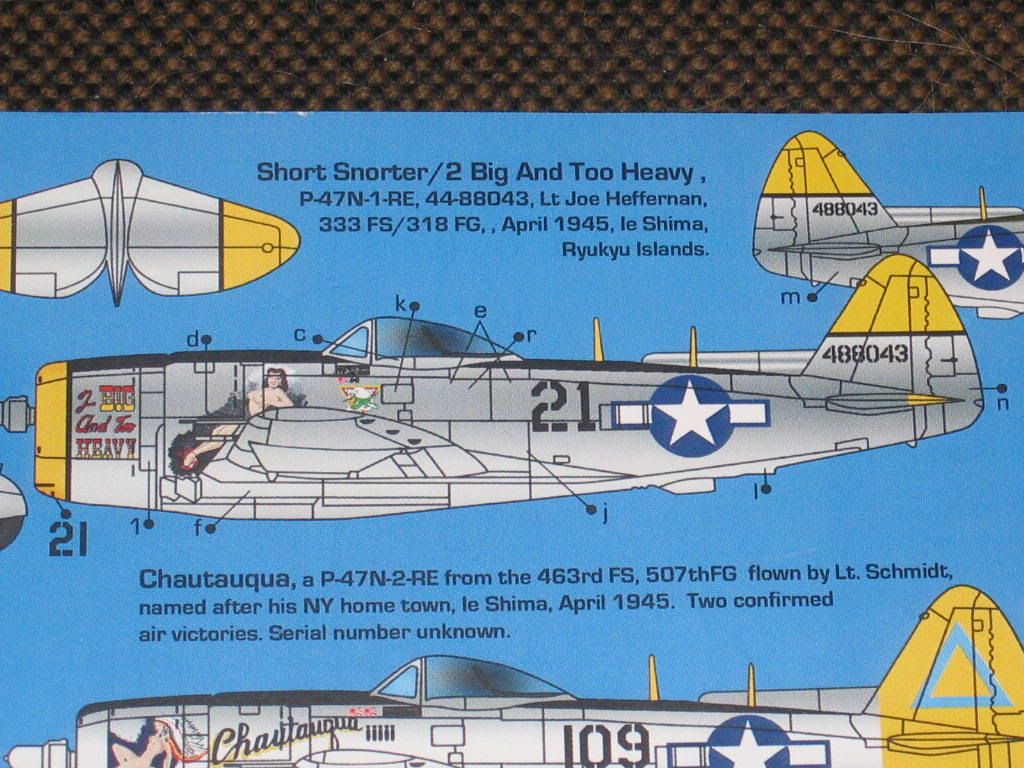 Short Snorter/2 Big And Too Heavy ,
P-47N-1-RE, 44-88043, Lt Joe Heffernan,
333 FS/318 FG, , April 1945, Ie Shima,
Ryukyu Islands.
488043
m
k
e
c
d
r
488043
2 BIG
And Too
HEAVY
21
n
21
1
f
j
l
Chautauqua, a P-47N-2-RE from the 463rd FS, 507thFG flown by Lt. Schmidt,
named after his NY home town, Ie Shima, April 1945. Two confirmed
air victories. Serial number unknown.
Chautauqua
109